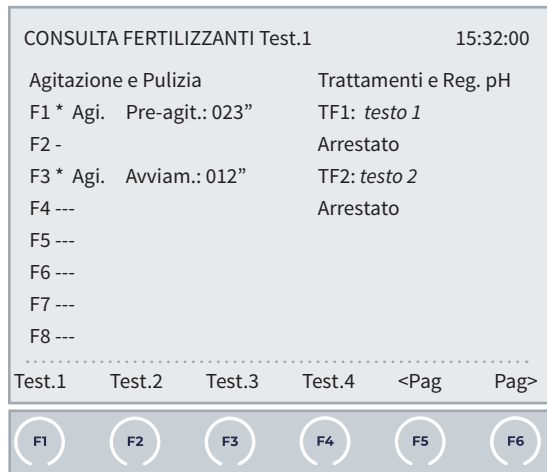 CONSULTA FERTILIZZANTI Test.1 15:32:00
Agitazione e Pulizia Trattamenti e Reg. pH
F1 * Agi. Pre-agit.: 023” TF1: testo 1
F2 - Arrestato
F3 * Agi. Avviam.: 012” TF2: testo 2
F4 --- Arrestato
F5 ---
F6 ---
F7 ---
F8 ---
Test.1 Test.2 Test.3 Test.4 <Pag Pag>
F1 F2 F3 F4 F5 F6